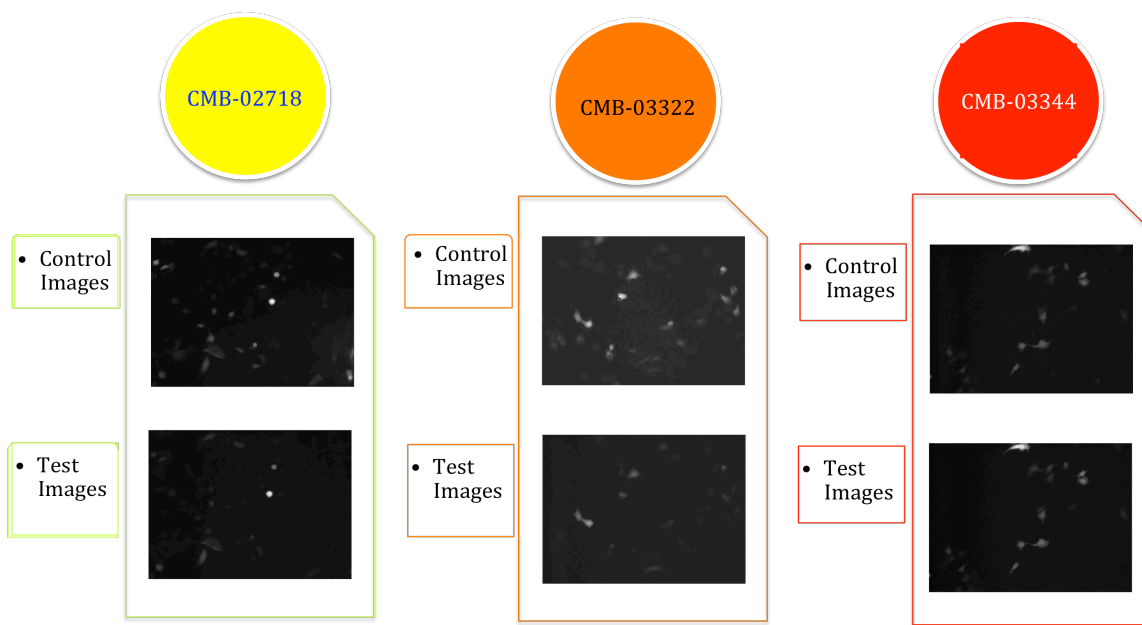 CMB-02718
CMB-03322
CMB-03344
• Control
Images
• Control
Images
• Control
Images
• Test
Images
• Test
Images
• Test
Images